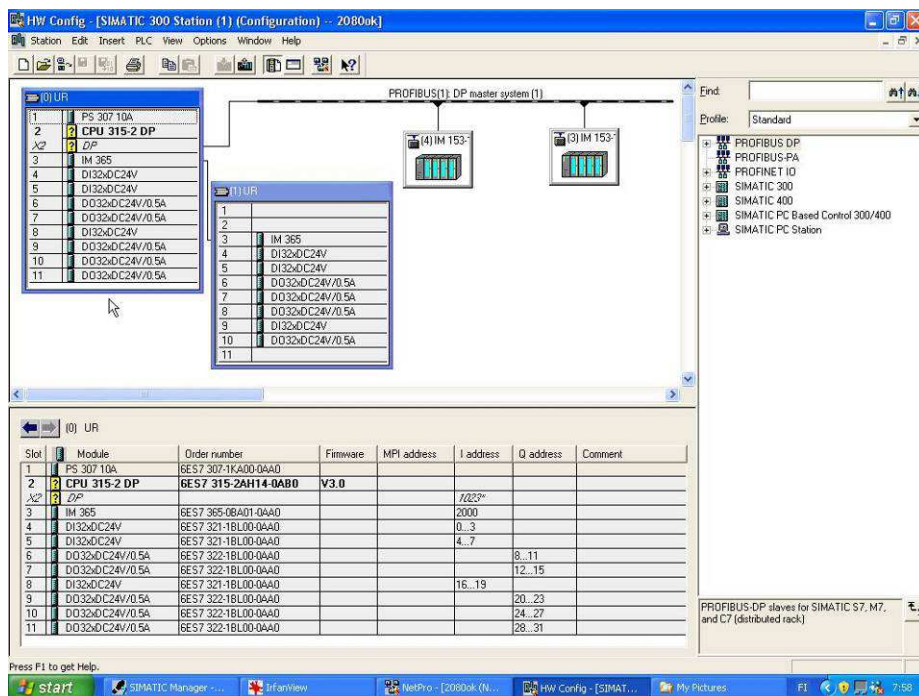 HW Config - [SIMATIC 300 Station (1) (Configuration) -- 2080ok]
Station Edit Insert PLC View Options Window Help
(0) UR
1 PS 307 10A
2 CPU 315-2 DP
X2 DP
3 IM 365
4 DI32xDC24V
5 DI32xDC24V
6 DO32xDC24V/0.5A
7 DO32xDC24V/0.5A
8 DI32xDC24V
9 DO32xDC24V/0.5A
10 DO32xDC24V/0.5A
11 DO32xDC24V/0.5A
PROFIBUS(1): DP master system (1)
(4) IM 153-
(3) IM 153-
(1) UR
1
2
3 IM 365
4 DI32xDC24V
5 DI32xDC24V
6 DO32xDC24V/0.5A
7 DO32xDC24V/0.5A
8 DO32xDC24V/0.5A
9 DI32xDC24V
10 DO32xDC24V/0.5A
11
Find:
Profile: Standard
PROFIBUS DP
PROFIBUS-PA
PROFINET IO
SIMATIC 300
SIMATIC 400
SIMATIC PC Based Control 300/400
SIMATIC PC Station
(0) UR
Slot Module Order number Firmware MPI address I address Q address Comment
1 PS 307 10A 6ES7 307-1KA00-0AA0
2 CPU 315-2 DP 6ES7 315-2AH14-0AB0 V3.0
X2 DP 1023*
3 IM 365 6ES7 365-0BA01-0AA0 2000
4 DI32xDC24V 6ES7 321-1BL00-0AA0 0...3
5 DI32xDC24V 6ES7 321-1BL00-0AA0 4...7
6 DO32xDC24V/0.5A 6ES7 322-1BL00-0AA0 8...11
7 DO32xDC24V/0.5A 6ES7 322-1BL00-0AA0 12...15
8 DI32xDC24V 6ES7 321-1BL00-0AA0 16...19
9 DO32xDC24V/0.5A 6ES7 322-1BL00-0AA0 20...23
10 DO32xDC24V/0.5A 6ES7 322-1BL00-0AA0 24...27
11 DO32xDC24V/0.5A 6ES7 322-1BL00-0AA0 28...31
PROFIBUS-DP slaves for SIMATIC S7, M7,
and C7 (distributed rack)
Press F1 to get Help.
start SIMATIC Manager -... IrfanView NetPro - [2080ok (N... HW Config - [SIMAT... My Pictures FI 7:58